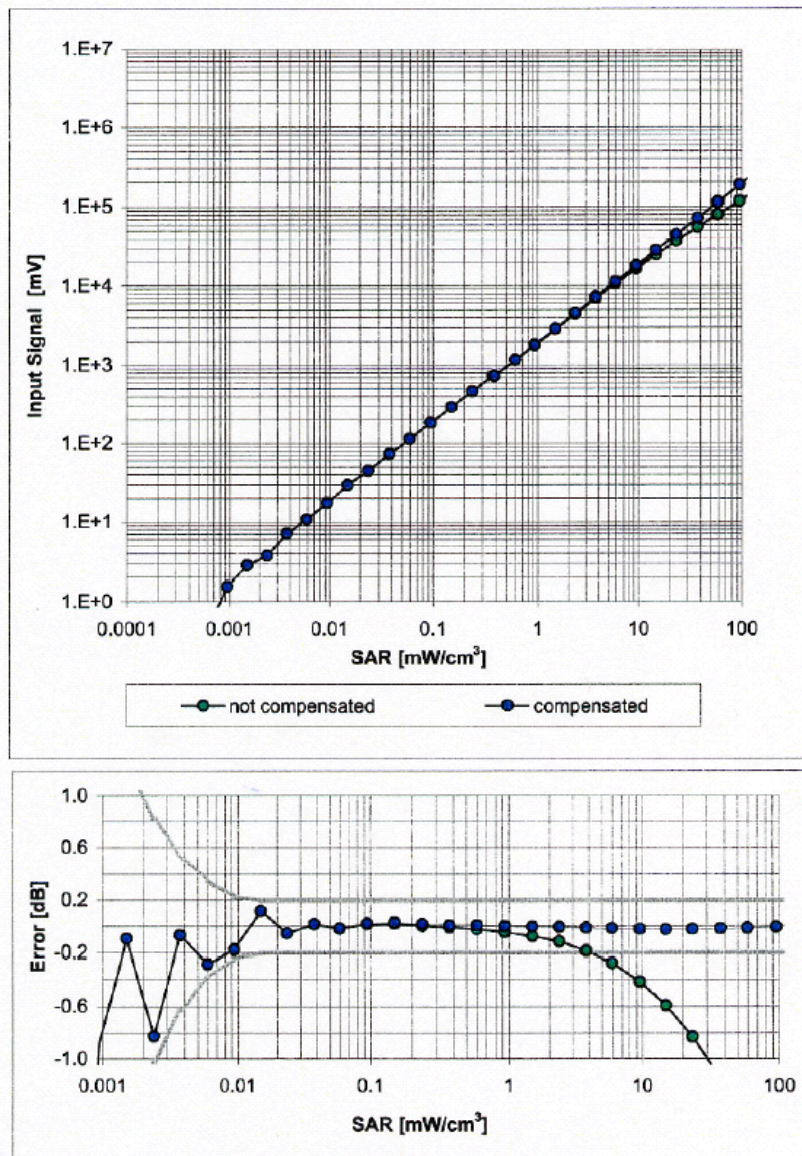 1.E+7
1.E+6
1.E+5
1.E+4
1.E+3
1.E+2
1.E+1
1.E+0
Input Signal [mV]
0.0001 0.001 0.01 0.1 1 10 100
SAR [mW/cm³]
not compensated compensated
1.0
0.6
0.2
-0.2
-0.6
-1.0
Error [dB]
0.001 0.01 0.1 1 10 100
SAR [mW/cm³]